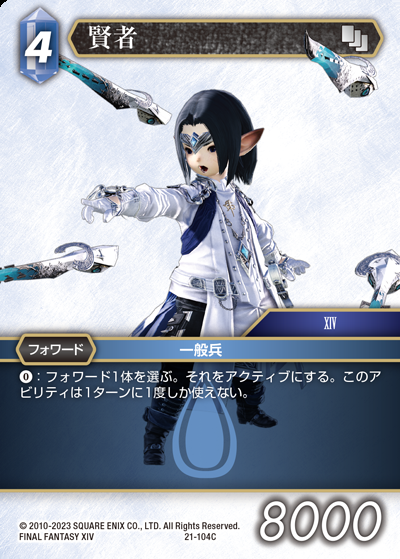 4
賢者
XIV
フォワード
一般兵
0：フォワード1体を選ぶ。それをアクティブにする。このア
ビリティは1ターンに1度しか使えない。
© 2010-2023 SQUARE ENIX CO., LTD. All Rights Reserved.
FINAL FANTASY XIV
21-104C
8000